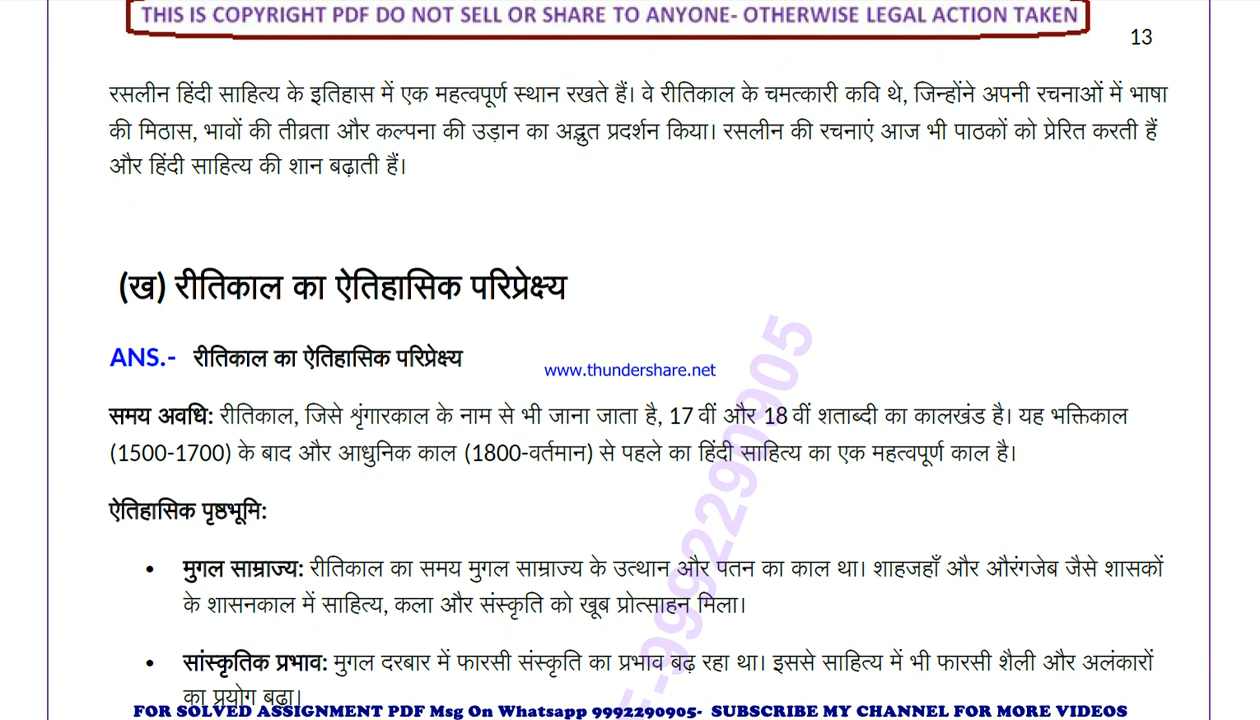 THIS IS COPYRIGHT PDF DO NOT SELL OR SHARE TO ANYONE- OTHERWISE LEGAL ACTION TAKEN
13
रसलीन हिंदी साहित्य के इतिहास में एक महत्वपूर्ण स्थान रखते हैं। वे रीतिकाल के चमत्कारी कवि थे, जिन्होंने अपनी रचनाओं में भाषा
की मिठास, भावों की तीव्रता और कल्पना की उड़ान का अद्भुत प्रदर्शन किया। रसलीन की रचनाएं आज भी पाठकों को प्रेरित करती हैं
और हिंदी साहित्य की शान बढ़ाती हैं।
(ख) रीतिकाल का ऐतिहासिक परिप्रेक्ष्य
ANS.- रीतिकाल का ऐतिहासिक परिप्रेक्ष्य
www.thundershare.net
समय अवधि: रीतिकाल, जिसे श्रृंगारकाल के नाम से भी जाना जाता है, 17 वीं और 18 वीं शताब्दी का कालखंड है। यह भक्तिकाल
(1500-1700) के बाद और आधुनिक काल (1800-वर्तमान) से पहले का हिंदी साहित्य का एक महत्वपूर्ण काल है।
ऐतिहासिक पृष्ठभूमि:
• मुगल साम्राज्य: रीतिकाल का समय मुगल साम्राज्य के उत्थान और पतन का काल था। शाहजहाँ और औरंगजेब जैसे शासकों
के शासनकाल में साहित्य, कला और संस्कृति को खूब प्रोत्साहन मिला।
• सांस्कृतिक प्रभाव: मुगल दरबार में फारसी संस्कृति का प्रभाव बढ़ रहा था। इससे साहित्य में भी फारसी शैली और अलंकारों
का प्रयोग बढ़ा।
-9992290905
FOR SOLVED ASSIGNMENT PDF Msg On Whatsapp 9992290905- SUBSCRIBE MY CHANNEL FOR MORE VIDEOS